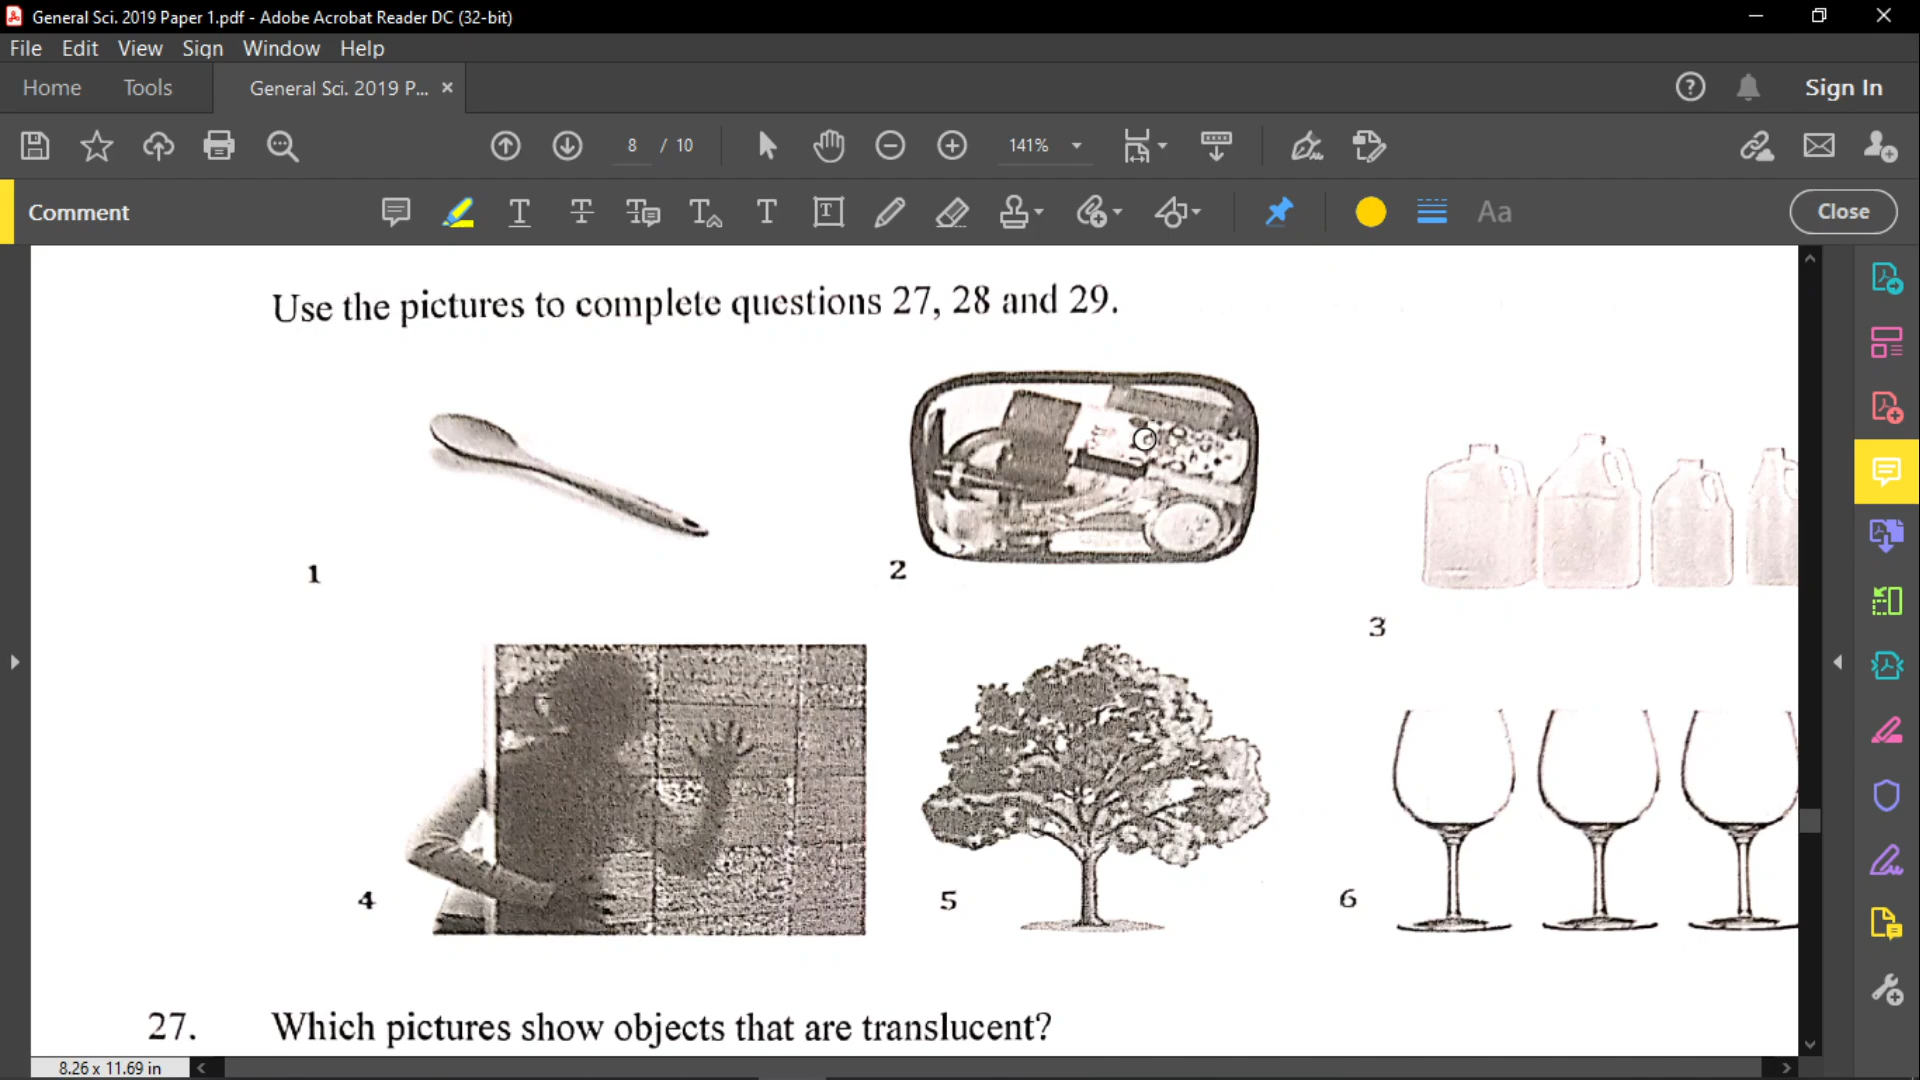 General Sci. 2019 Paper 1.pdf - Adobe Acrobat Reader DC (32-bit)
File Edit View Sign Window Help
Home Tools General Sci. 2019 P... Sign In
8 / 10 141%
Comment Aa Close
Use the pictures to complete questions 27, 28 and 29.
1
2
3
4
5
6
27. Which pictures show objects that are translucent?
8.26 x 11.69 in